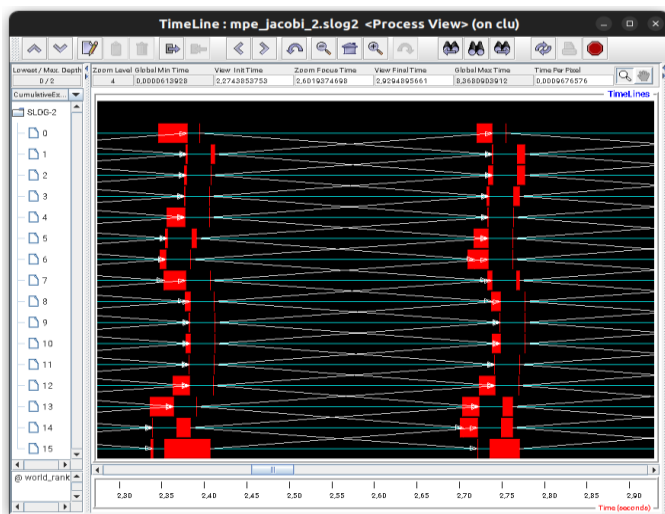 TimeLine : mpe_jacobi_2.slog2 <Process View> (on clu)
Lowest / Max. Depth
0 / 2
Zoom Level
4
Global Min Time
0,0000613928
View Init Time
2,2743853753
Zoom Focus Time
2,6019374698
View Final Time
2,9294895661
Global Max Time
8,3680903912
Time Per Pixel
0,0009676576
CumulativeEx...
TimeLines
SLOG-2
0
1
2
3
4
5
6
7
8
9
10
11
12
13
14
15
@ world_rank
2,30 2,35 2,40 2,45 2,50 2,55 2,60 2,65 2,70 2,75 2,80 2,85 2,90
Time (seconds)